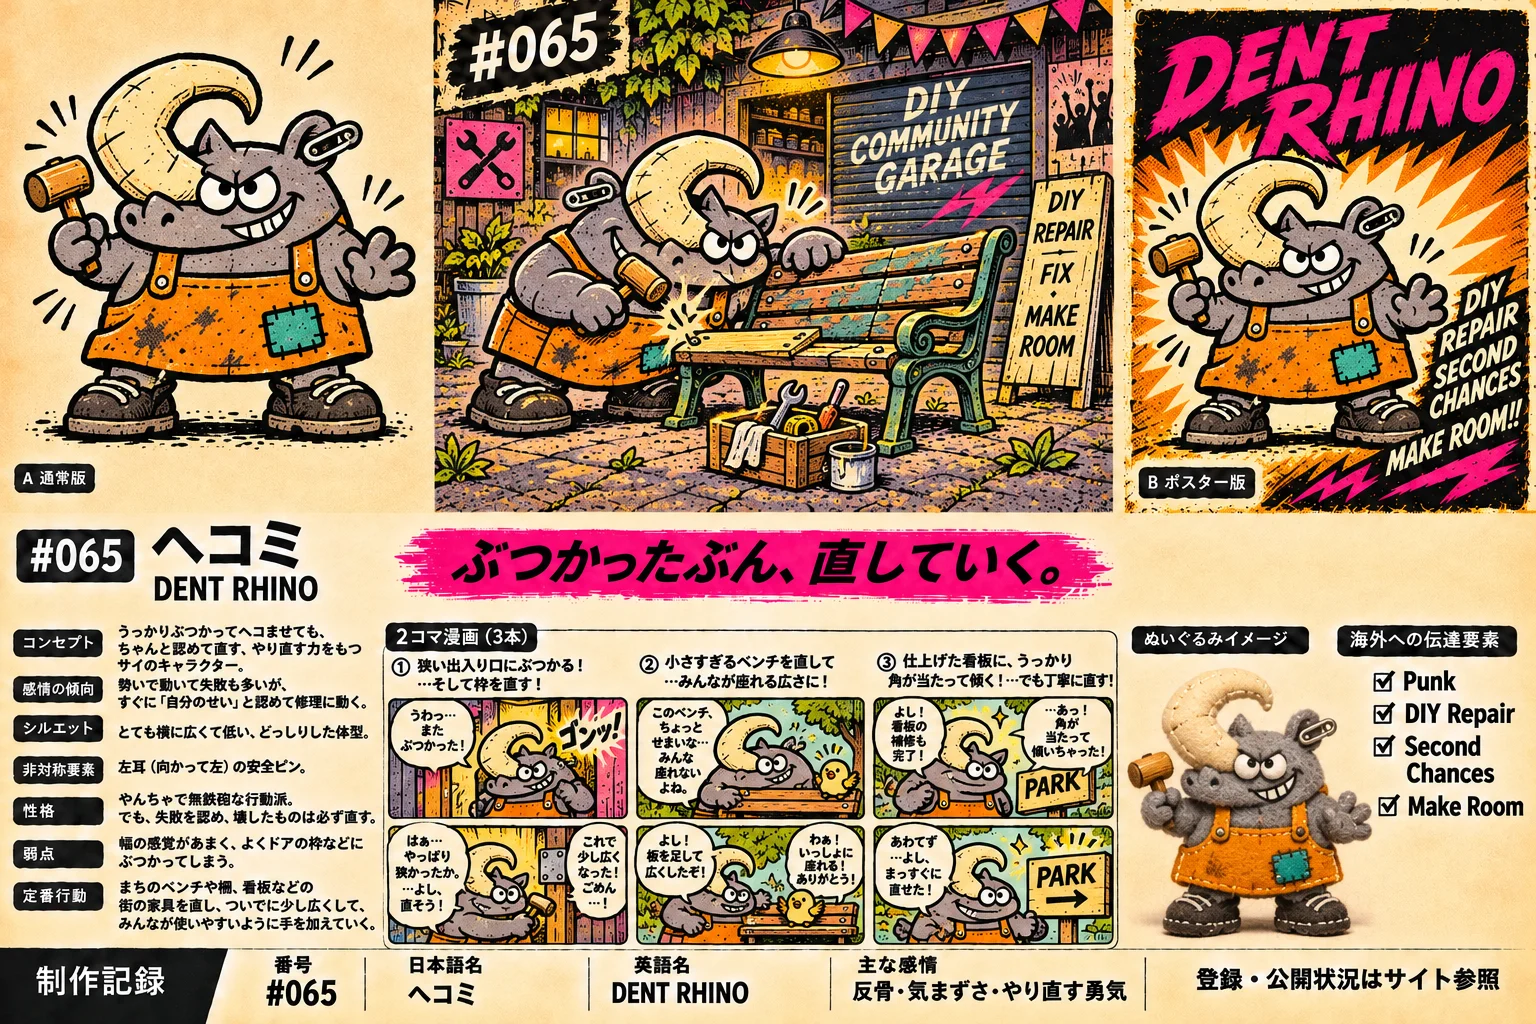 #065
DIY
COMMUNITY
GARAGE
DIY
REPAIR
FIX
・
MAKE
ROOM
A 通常版
DENT
RHINO
DIY
REPAIR
SECOND
CHANCES
MAKE ROOM!!
B ポスター版
#065
ヘコミ
DENT RHINO
ぶつかったぶん、直していく。
コンセプト
うっかりぶつかってヘコませても、
ちゃんと認めて直す、やり直す力をもつ
サイのキャラクター。
感情の傾向
勢いで動いて失敗も多いが、
すぐに「自分のせい」と認めて修理に動く。
シルエット
とても横に広くて低い、どっしりした体型。
非対称要素
左耳(向かって左)の安全ピン。
性格
やんちゃで無鉄砲な行動派。
でも、失敗を認め、壊したものは必ず直す。
弱点
幅の感覚があまく、よくドアの枠などに
ぶつかってしまう。
定番行動
まちのベンチや柵、看板などの
街の家具を直し、ついでに少し広くして、
みんなが使いやすいように手を加えていく。
2コマ漫画(3本)
① 狭い出入り口にぶつかる!
…そして枠を直す!
うわっ…
また
ぶつかった!
ゴンッ!
はぁ…
やっぱり
狭かったか。
…よし、
直そう!
これで
少し広く
なった!
ごめん
…!
② 小さすぎるベンチを直して
…みんなが座れる広さに!
このベンチ、
ちょっと
せまいな…
みんな
座れない
よね。
よし!
板を足して
広くしたぞ!
わぁ!
いっしょに
座れる!
ありがとう!
③ 仕上げた看板に、うっかり
角が当たって傾く!…でも丁寧に直す!
よし!
看板の
補修も
完了!
…あっ!
角が
当たって
傾いちゃった!
PARK
あわてず
…よし、
まっすぐに
直せた!
PARK
→
ぬいぐるみイメージ
海外への伝達要素
☑ Punk
☑ DIY Repair
☑ Second
Chances
☑ Make Room
制作記録
番号
#065
日本語名
ヘコミ
英語名
DENT RHINO
主な感情
反骨・気まずさ・やり直す勇気
登録・公開状況はサイト参照